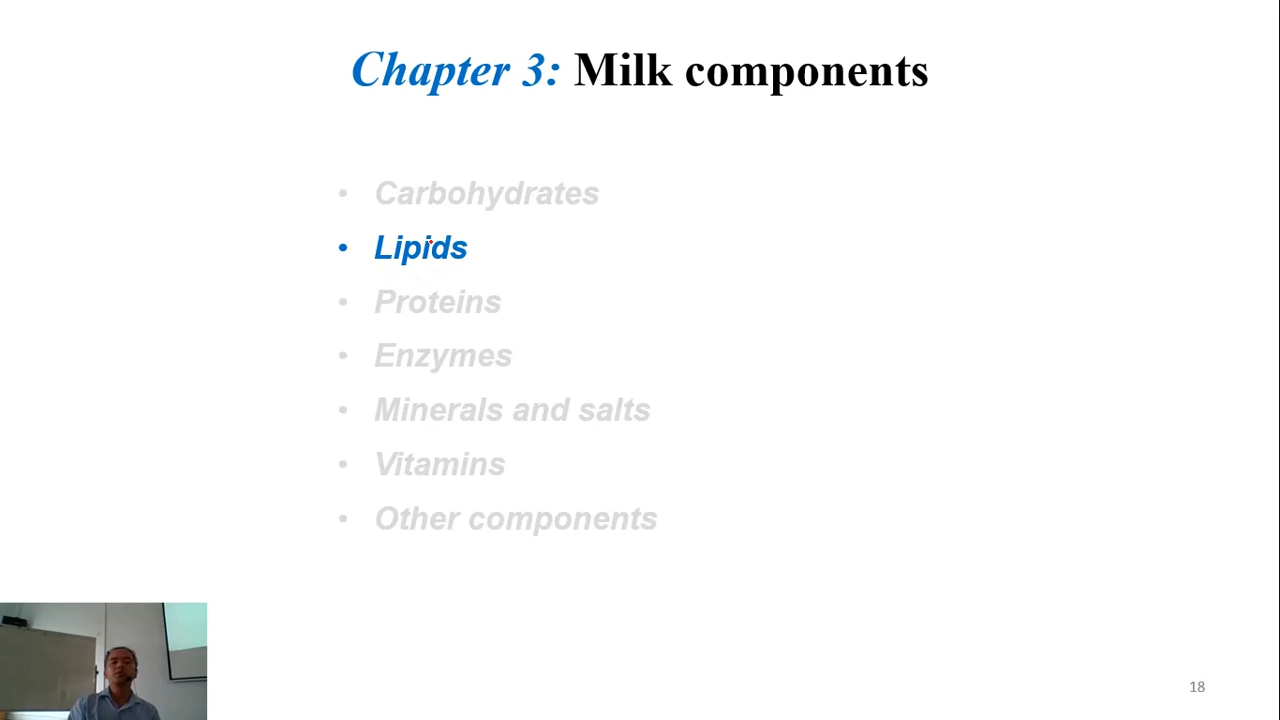 Chapter 3: Milk components
• Carbohydrates
• Lipids
• Proteins
• Enzymes
• Minerals and salts
• Vitamins
• Other components
18